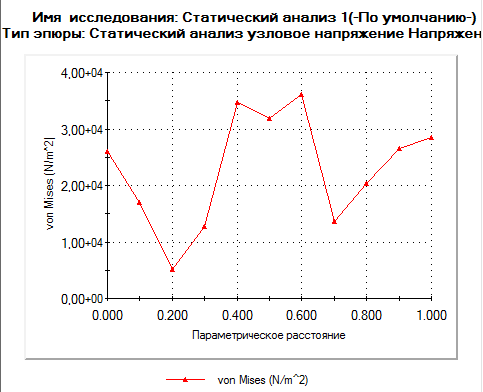 Имя исследования: Статический анализ 1(-По умолчанию-)
Тип эпюры: Статический анализ узловое напряжение Напряжен
von Mises (N/m^2)
4,00+04
3,00+04
2,00+04
1,00+04
0,00+00
0.000 0.200 0.400 0.600 0.800 1.000
Параметрическое расстояние
von Mises (N/m^2)